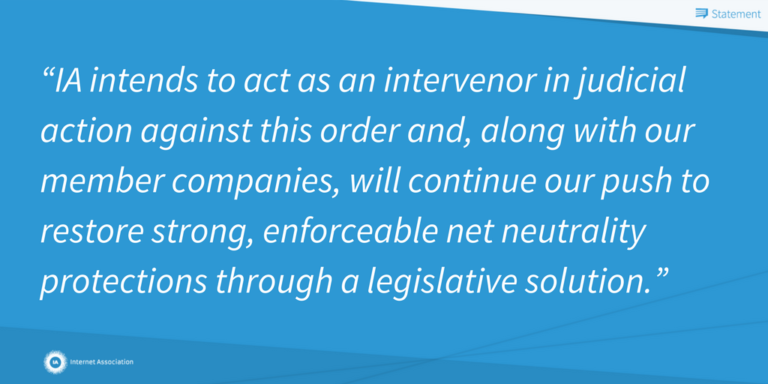 Statement
“IA intends to act as an intervenor in judicial
action against this order and, along with our
member companies, will continue our push to
restore strong, enforceable net neutrality
protections through a legislative solution.”
IA Internet Association